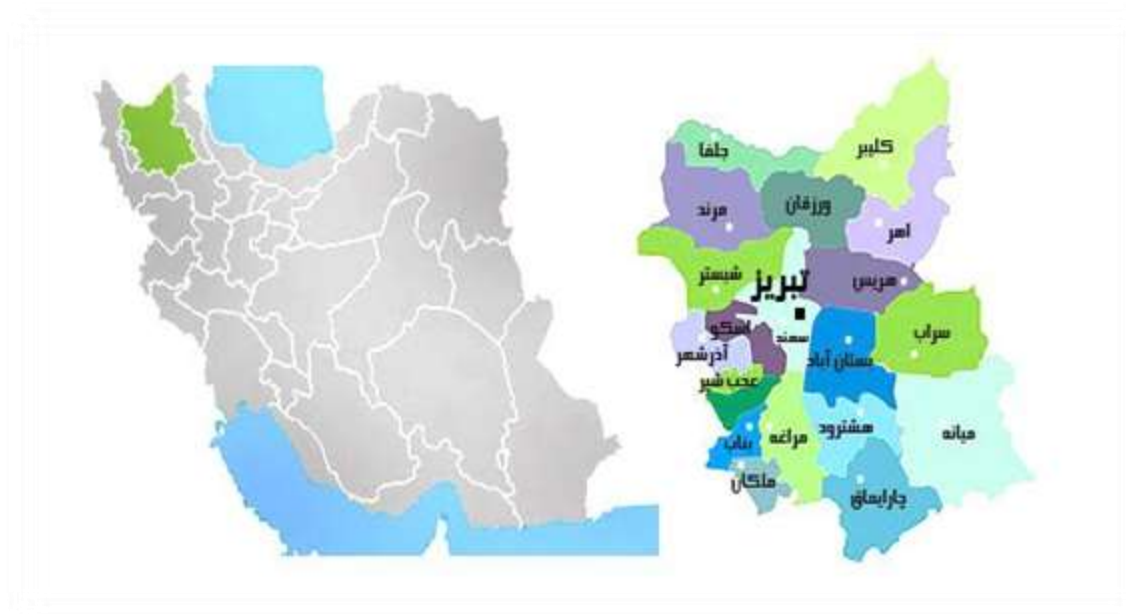 کلیبر
جلفا
ورزقان
مرند
اهر
شبستر
تبریز
هریس
اسکو
سهند
سراب
آذرشهر
بستان آباد
عجب شیر
هشترود
میانه
مراغه
بناب
ملکان
چاراویماق